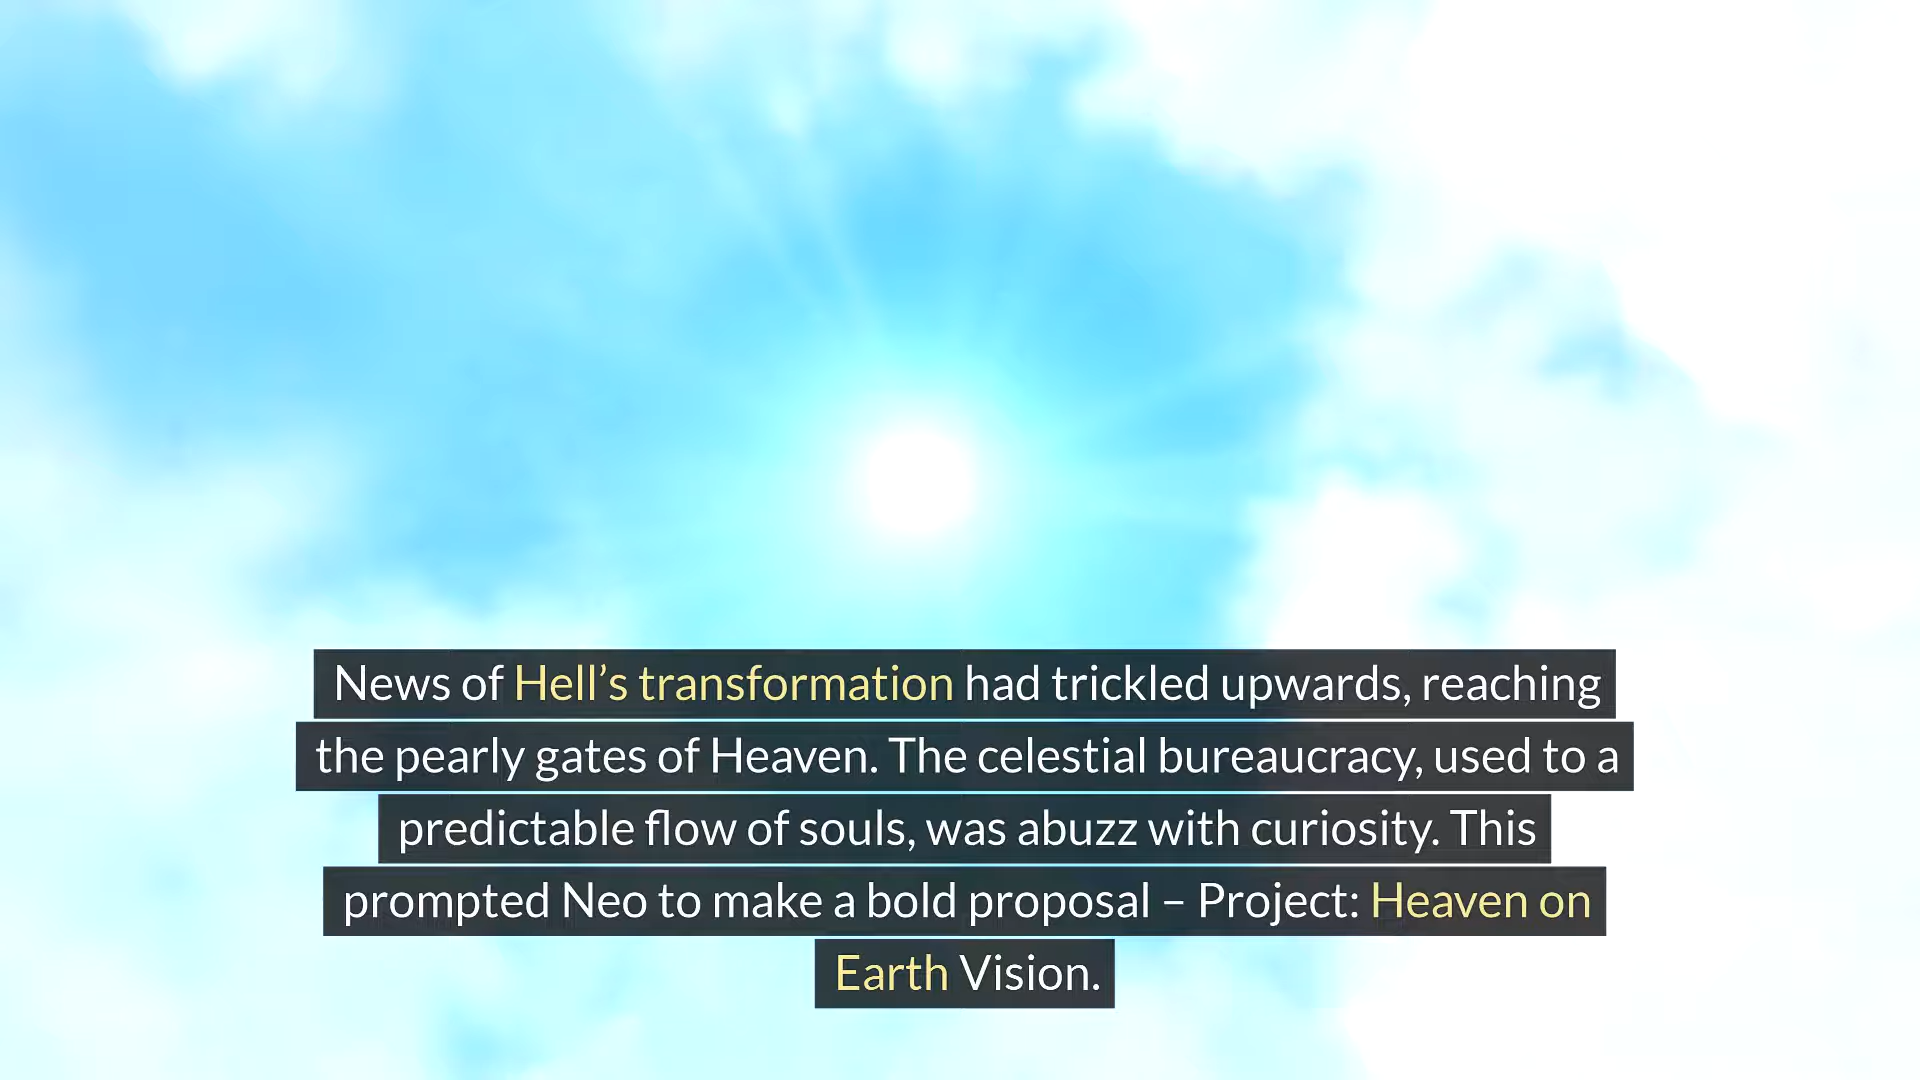 News of Hell’s transformation had trickled upwards, reaching
the pearly gates of Heaven. The celestial bureaucracy, used to a
predictable flow of souls, was abuzz with curiosity. This
prompted Neo to make a bold proposal – Project: Heaven on
Earth Vision.